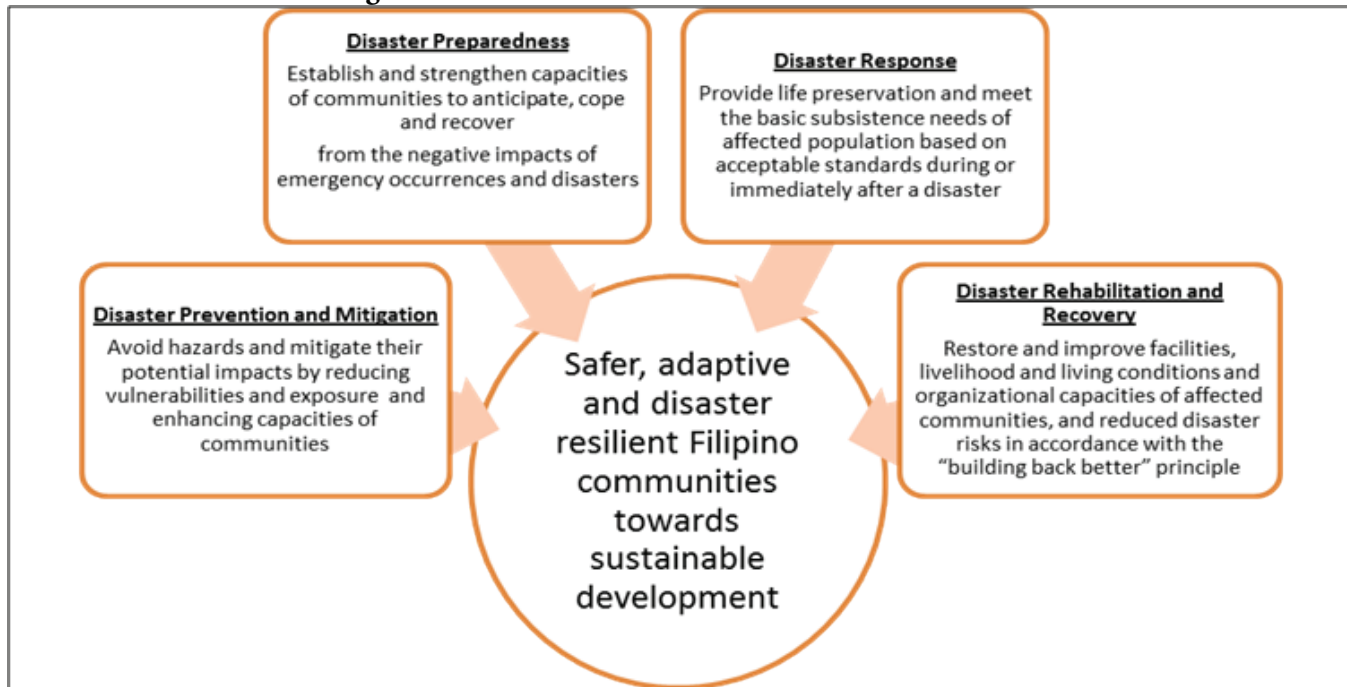 Disaster Preparedness
Establish and strengthen capacities
of communities to anticipate, cope
and recover
from the negative impacts of
emergency occurrences and disasters
Disaster Response
Provide life preservation and meet
the basic subsistence needs of
affected population based on
acceptable standards during or
immediately after a disaster
Disaster Prevention and Mitigation
Avoid hazards and mitigate their
potential impacts by reducing
vulnerabilities and exposure and
enhancing capacities of
communities
Disaster Rehabilitation and
Recovery
Restore and improve facilities,
livelihood and living conditions and
organizational capacities of affected
communities, and reduced disaster
risks in accordance with the
“building back better” principle
Safer, adaptive
and disaster
resilient Filipino
communities
towards
sustainable
development